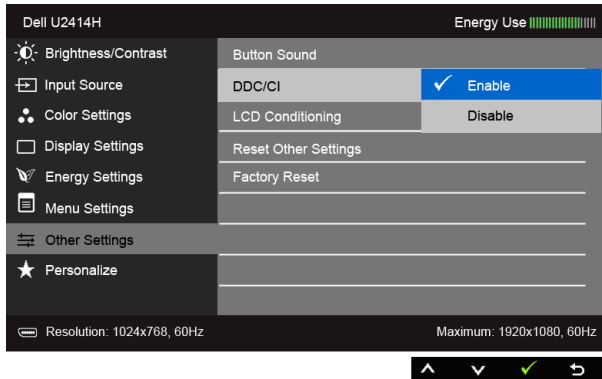 Dell U2414H Energy Use
Brightness/Contrast Button Sound
Input Source DDC/CI Enable
Color Settings LCD Conditioning Disable
Display Settings Reset Other Settings
Energy Settings Factory Reset
Menu Settings
Other Settings
Personalize
Resolution: 1024x768, 60Hz Maximum: 1920x1080, 60Hz